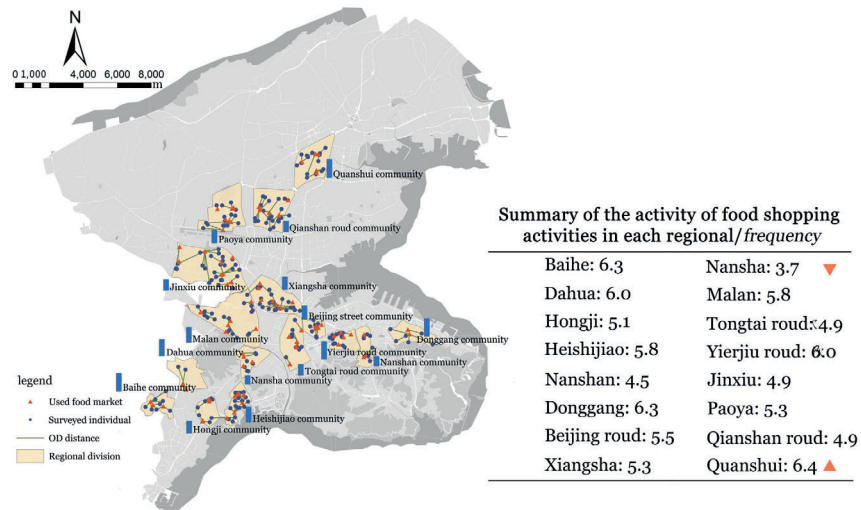 N
0 1,000 4,000 6,000 8,000
m
Quanshui community
Qianshan roud community
Paoya community
Jinxiu community
Xiangsha community
Beijing street community
Malan community
Donggang community
Dahua community
Yierjiu roud community
Nanshan community
Tongtai roud community
Nansha community
Baihe community
Heishijiao community
Hongji community
legend
Used food market
Surveyed individual
OD distance
Regional division
Summary of the activity of food shopping
activities in each regional/frequency
Baihe: 6.3 Nansha: 3.7
Dahua: 6.0 Malan: 5.8
Hongji: 5.1 Tongtai roud: 4.9
Heishijiao: 5.8 Yierjiu roud: 6.0
Nanshan: 4.5 Jinxiu: 4.9
Donggang: 6.3 Paoya: 5.3
Beijing roud: 5.5 Qianshan roud: 4.9
Xiangsha: 5.3 Quanshui: 6.4